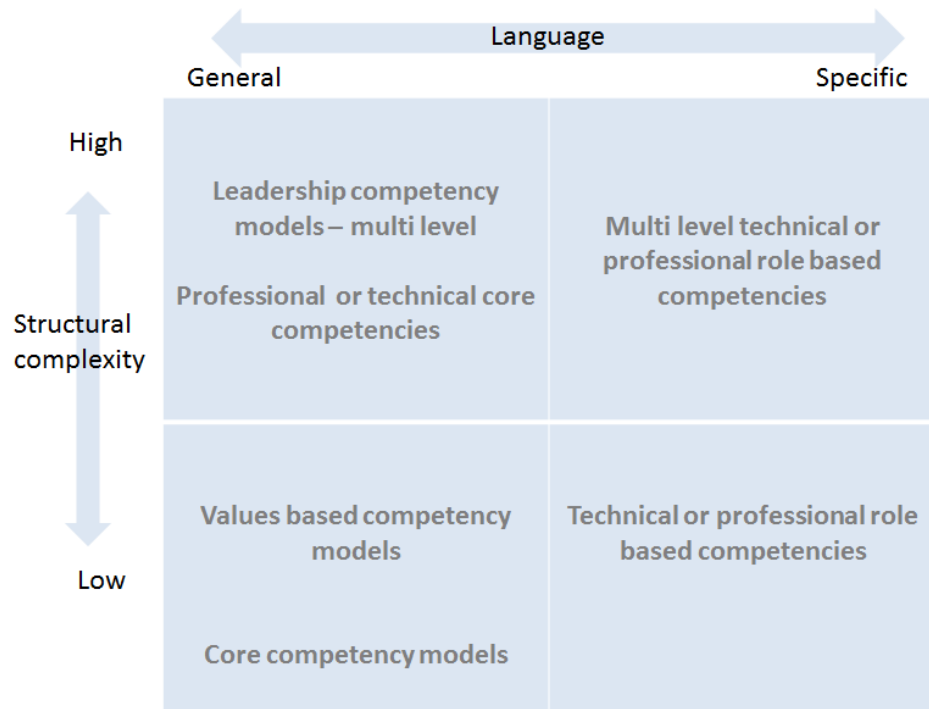 Language
General
Specific
High
Leadership competency
models – multi level
Professional or technical core
competencies
Multi level technical or
professional role based
competencies
Structural
complexity
Values based competency
models
Core competency models
Technical or professional role
based competencies
Low